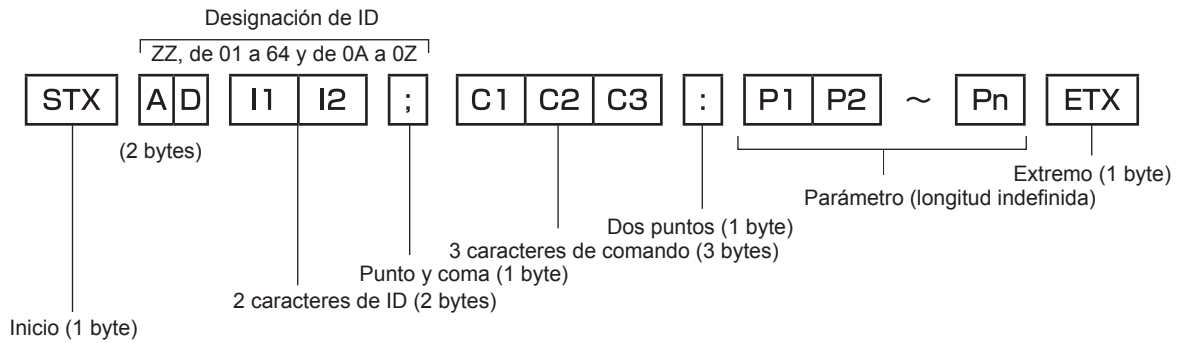 Designación de ID
ZZ, de 01 a 64 y de 0A a 0Z
STX A D I1 I2 ; C1 C2 C3 : P1 P2 ~ Pn ETX
(2 bytes)
Extremo (1 byte)
Parámetro (longitud indefinida)
Dos puntos (1 byte)
3 caracteres de comando (3 bytes)
Punto y coma (1 byte)
2 caracteres de ID (2 bytes)
Inicio (1 byte)